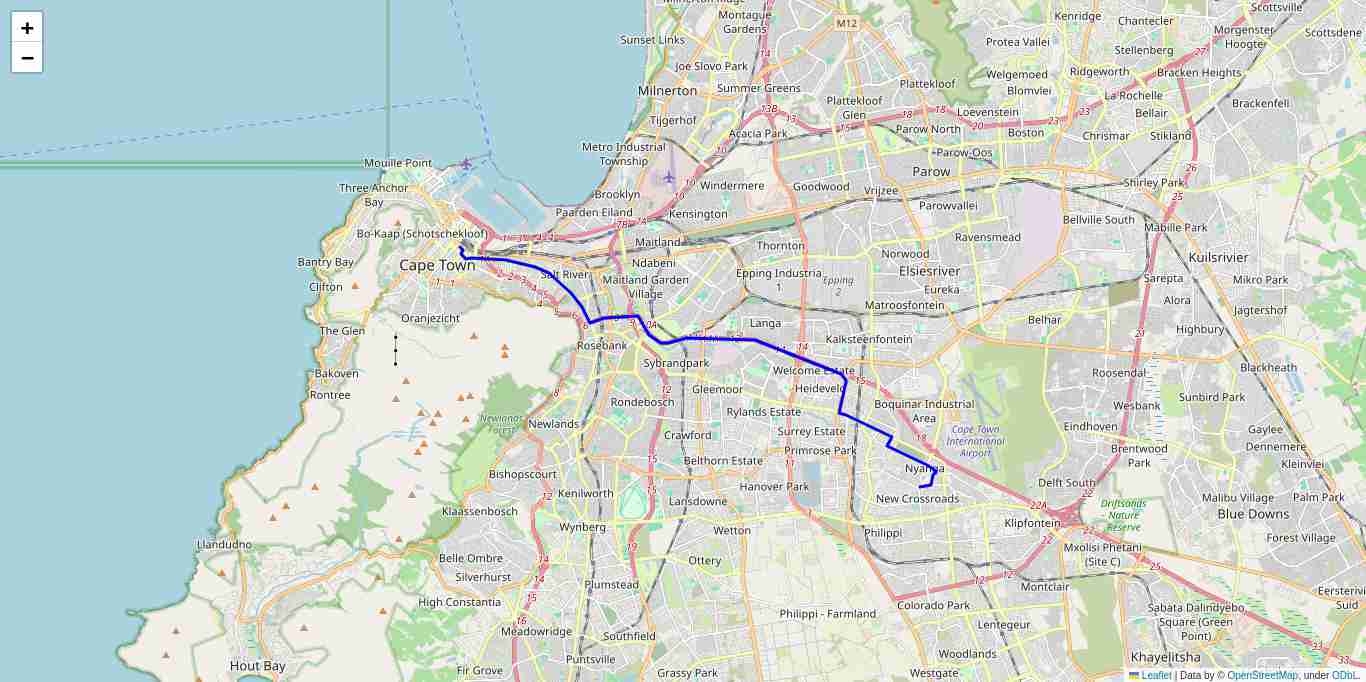 +
−
Milnerton Ridge
Montague
Gardens
M12
Kenridge
Chantecler
Scottsville
Morgenster
Hoogte
Scottsdene
Sunset Links
Protea Vallei
Stellenberg
Joe Slovo Park
Plattekloof
Welgemoed
Ridgeworth
Bracken Heights
Milnerton
Summer Greens
Blomvlei
La Rochelle
Brackenfell
Plattekloof
Glen
Loevenstein
Bellair
Tijgerhof
13B
Acacia Park
Parow North
Boston
Chrismar
Stikland
Metro Industrial
Township
Parow-Oos
Mouille Point
Parow
Three Anchor
Bay
Windermere
Goodwood
Vrijzee
Shirley Park
Brooklyn
Paarden Eiland
Kensington
Parowvallei
Bellville South
Mabille Park
Bo-Kaap (Schotschekloof)
Maitland
Thornton
Ravensmead
Norwood
Kuilsrivier
Bantry Bay
Cape Town
Salt River
Ndabeni
Epping Industria
1
Epping
2
Elsiesriver
Sarepta
Mikro Park
Clifton
Maitland Garden
Village
Eureka
Alora
Matroosfontein
Jagtershof
Oranjezicht
Langa
Belhar
Highbury
The Glen
Rosebank
Kalksteenfontein
Sybrandpark
Welcome Estate
Roosendal
Blackheath
Bakoven
Gleemoor
Heideveld
Rontree
Rondebosch
Rylands Estate
Boquinar Industrial
Area
Wesbank
Sunbird Park
Newlands
Forest
Newlands
Crawford
Surrey Estate
Cape Town
International
Airport
Eindhoven
Gaylee
Primrose Park
Brentwood
Park
Dennemere
Belthorn Estate
Nyanga
Kleinvlei
Bishopscourt
Hanover Park
Delft South
Kenilworth
Lansdowne
New Crossroads
22A
Driftsands
Nature
Reserve
Malibu Village
Palm Park
Klaassenbosch
Blue Downs
Wynberg
Wetton
Philippi
Klipfontein
Llandudno
Forest Village
Belle Ombre
Ottery
Mxolisi Phetani
(Site C)
Silverhurst
Plumstead
Montclair
High Constantia
Philippi - Farmland
Colorado Park
Sabata Dalindyebo
Square (Green
Point)
Meadowridge
Southfield
Lentegeur
Hout Bay
Puntsville
Woodlands
Khayelitsha
Fir Grove
Grassy Park
Westgate
Leaflet | Data by © OpenStreetMap, under ODbL.